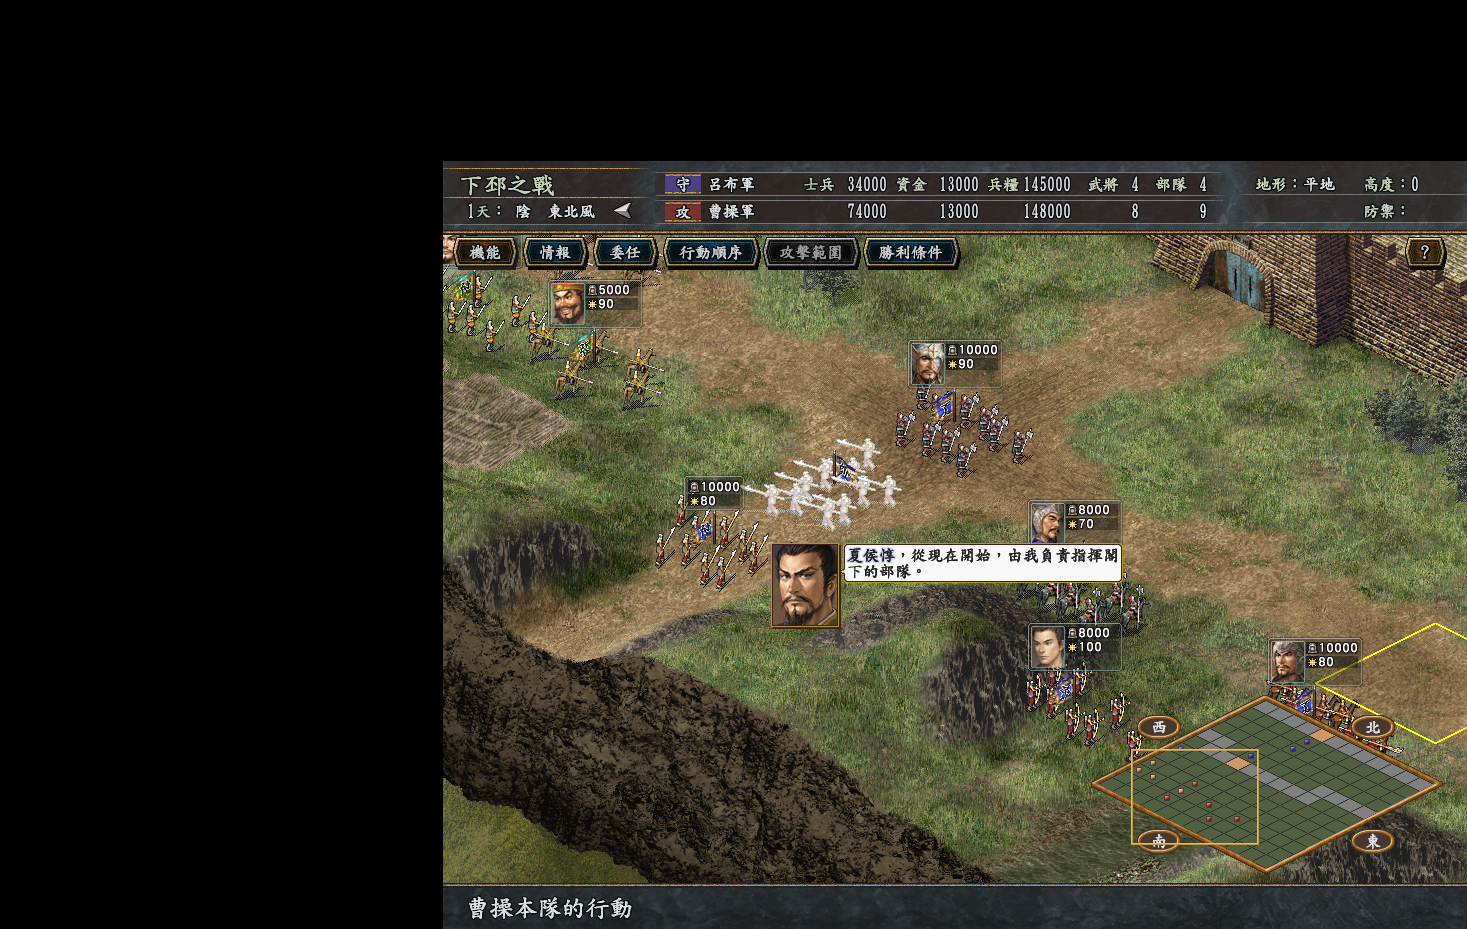 下邳之戰
守 呂布軍 士兵 34000 資金 13000 兵糧 145000 武將 4 部隊 4
地形：平地 高度：0
1天： 陰 東北風
攻 曹操軍 74000 13000 148000 8 9
防禦：
機能 情報 委任 行動順序 攻擊範圍 勝利條件 ？
5000
90
10000
90
10000
80
8000
70
夏侯惇，從現在開始，由我負責指揮閣
下的部隊。
8000
100
10000
80
西 北
南 東
曹操本隊的行動